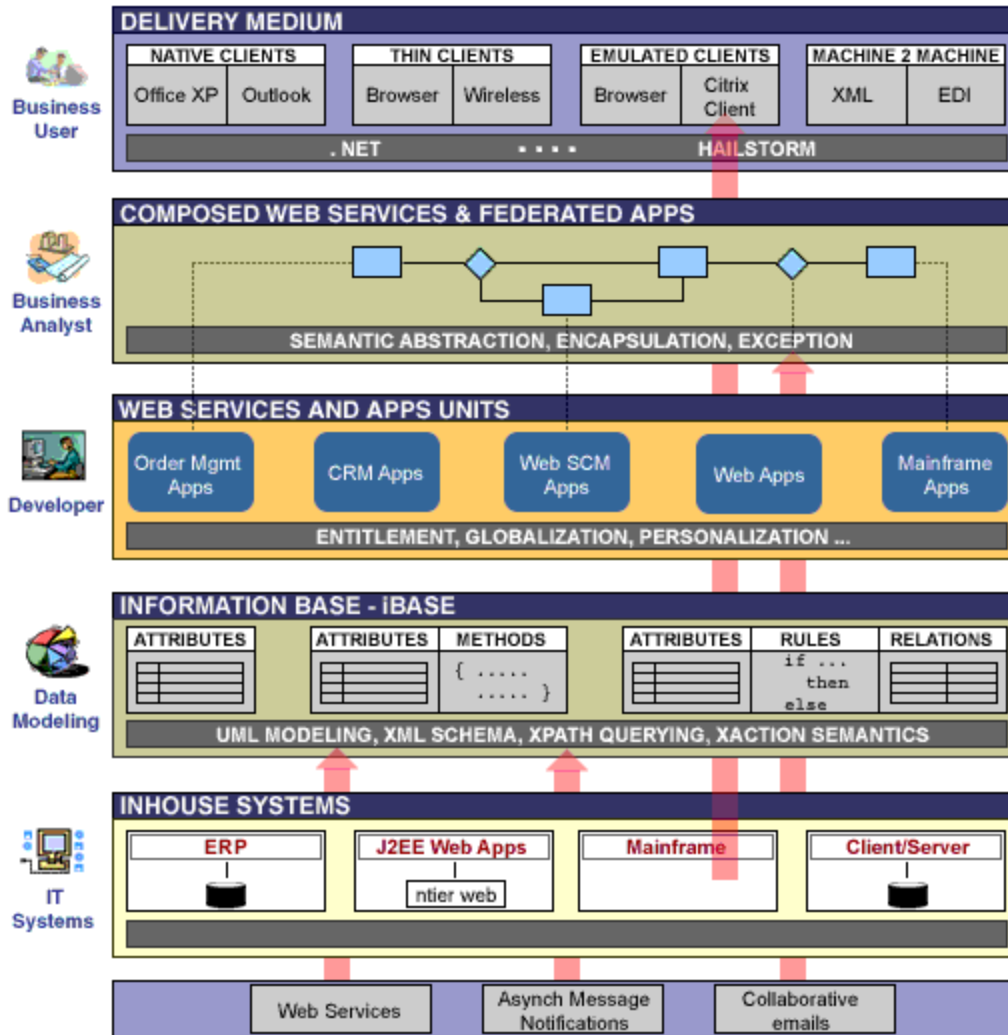 DELIVERY MEDIUM
NATIVE CLIENTS
Office XP
Outlook
THIN CLIENTS
Browser
Wireless
EMULATED CLIENTS
Browser
Citrix
Client
MACHINE 2 MACHINE
XML
EDI
Business
User
. NET
. . . .
HAILSTORM
COMPOSED WEB SERVICES & FEDERATED APPS
Business
Analyst
SEMANTIC ABSTRACTION, ENCAPSULATION, EXCEPTION
WEB SERVICES AND APPS UNITS
Developer
Order Mgmt
Apps
CRM Apps
Web SCM
Apps
Web Apps
Mainframe
Apps
ENTITLEMENT, GLOBALIZATION, PERSONALIZATION ...
INFORMATION BASE - iBASE
Data
Modeling
ATTRIBUTES
ATTRIBUTES
METHODS
{ .....
..... }
ATTRIBUTES
RULES
if ...
then
else
RELATIONS
UML MODELING, XML SCHEMA, XPATH QUERYING, XACTION SEMANTICS
INHOUSE SYSTEMS
IT
Systems
ERP
J2EE Web Apps
ntier web
Mainframe
Client/Server
Web Services
Asynch Message
Notifications
Collaborative
emails